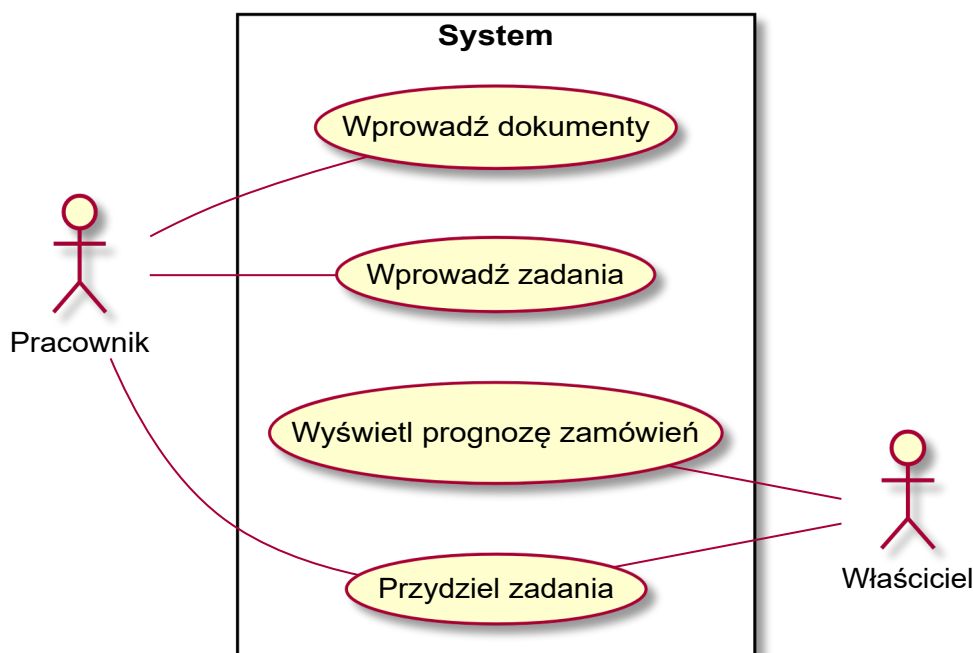 System
Wprowadź dokumenty
Wprowadź zadania
Pracownik
Wyświetl prognozę zamówień
Przydziel zadania
Właściciel